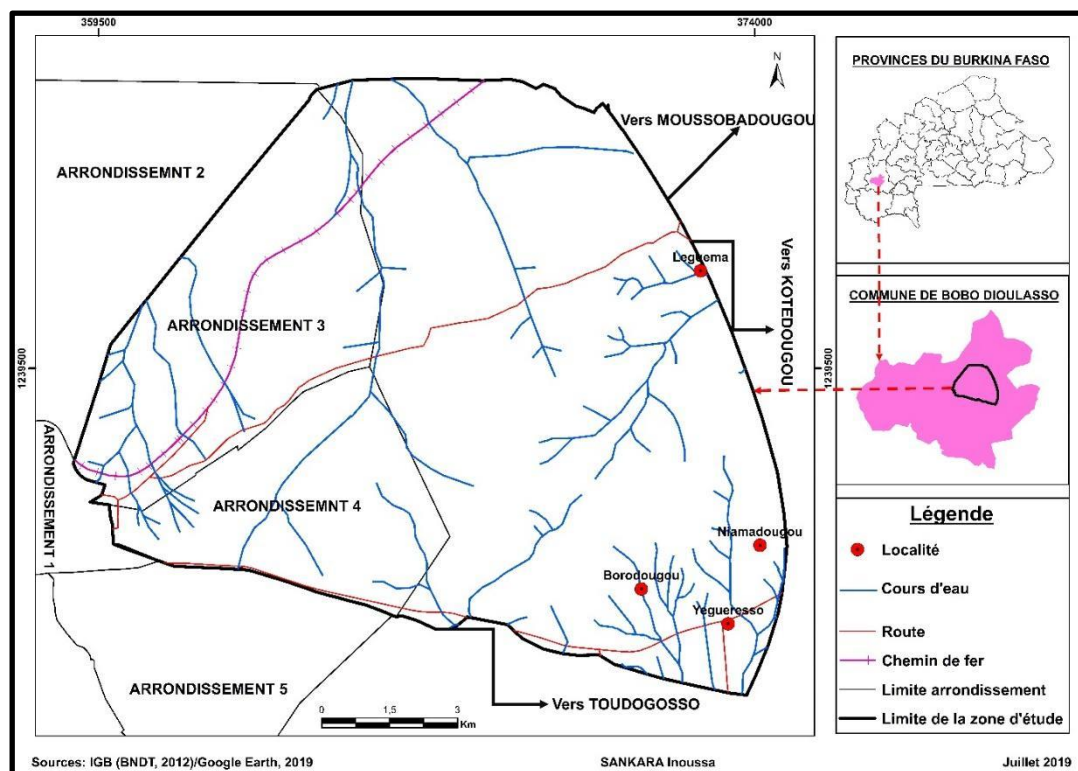 359500
374000
N
Vers MOUSSOBADOUGOU
ARRONDISSEMNT 2
Leguema
Vers KOTEDOUGOU
ARRONDISSEMENT 3
1239500
1239500
ARRONDISSEMENT 1
ARRONDISSEMNT 4
Niamadougou
Borodougou
Yegueresso
ARRONDISSEMENT 5
Vers TOUDOGOSSO
0 1,5 3
Km
PROVINCES DU BURKINA FASO
COMMUNE DE BOBO DIOULASSO
Légende
Localité
Cours d'eau
Route
Chemin de fer
Limite arrondissement
Limite de la zone d'étude
Sources: IGB (BNDT, 2012)/Google Earth, 2019
SANKARA Inoussa
Juillet 2019